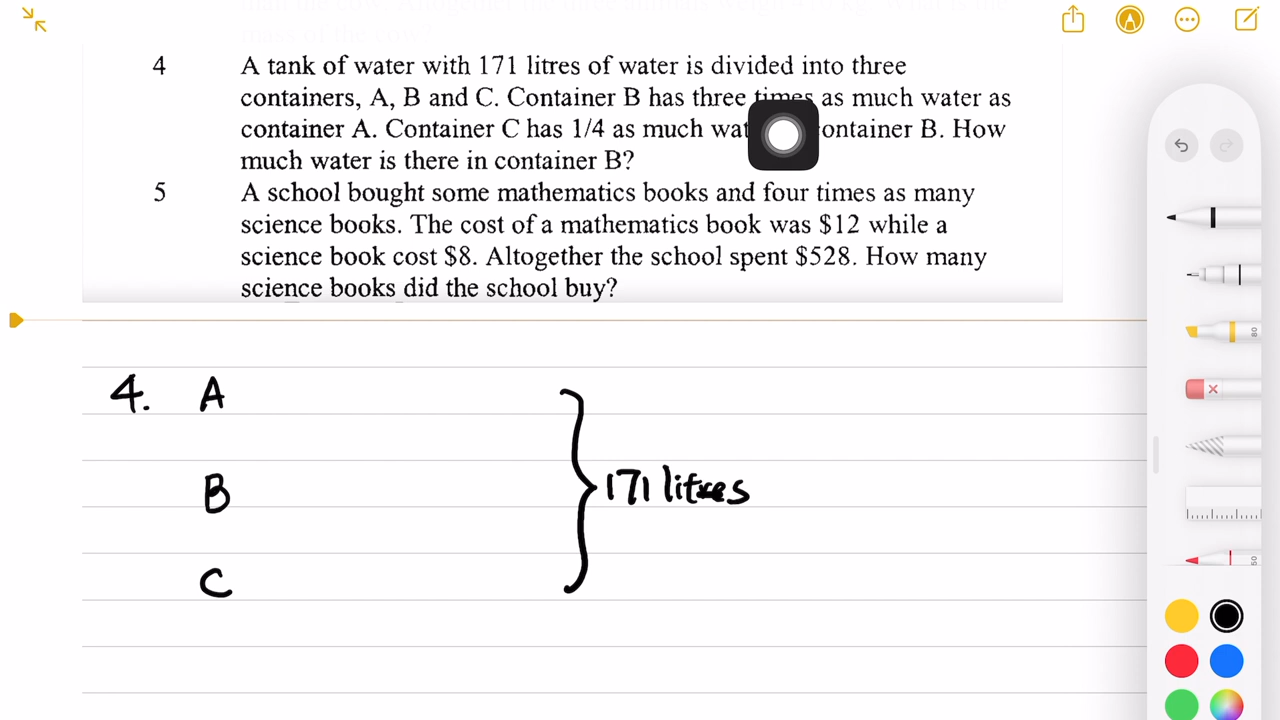 4 A tank of water with 171 litres of water is divided into three
containers, A, B and C. Container B has three times as much water as
container A. Container C has 1/4 as much container B. How
much water is there in container B?
5 A school bought some mathematics books and four times as many
science books. The cost of a mathematics book was $12 while a
science book cost $8. Altogether the school spent $528. How many
science books did the school buy?
4. A
B
171 litres
C